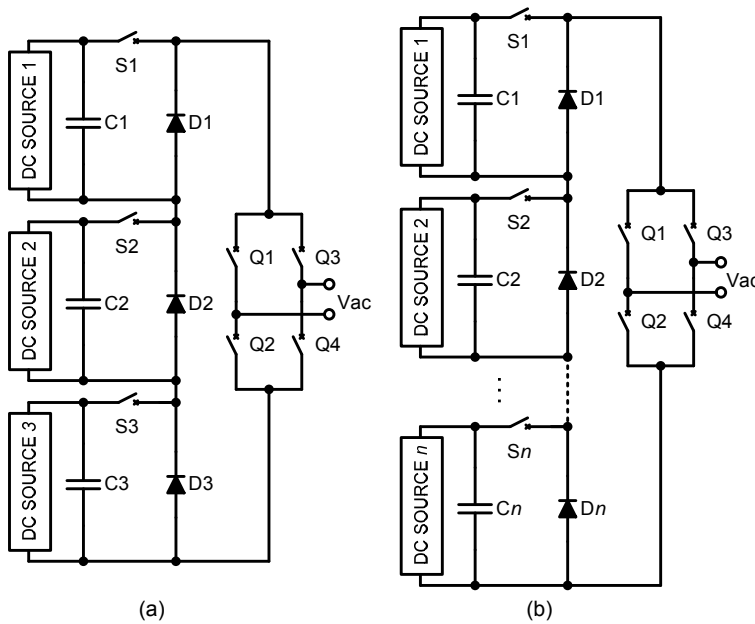 DC SOURCE 1
S1
C1
D1
DC SOURCE 2
S2
C2
D2
DC SOURCE 3
S3
C3
D3
Q1
Q3
Vac
Q2
Q4
(a)
DC SOURCE 1
S1
C1
D1
DC SOURCE 2
S2
C2
D2
...
DC SOURCE n
Sn
Cn
Dn
Q1
Q3
Vac
Q2
Q4
(b)